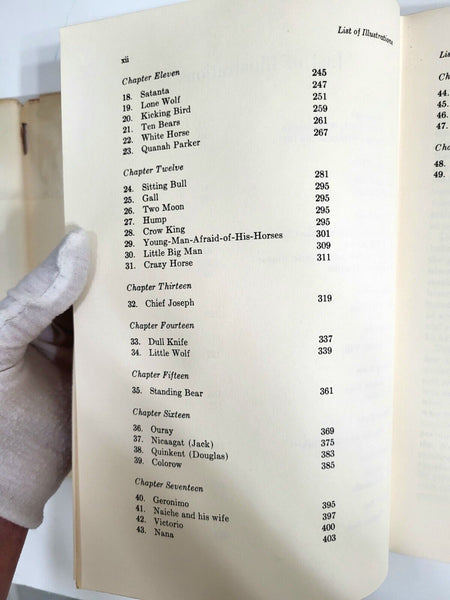 xii
List of Illustrations
Chapter Eleven
18. Satanta 245
19. Lone Wolf 247
20. Kicking Bird 251
21. Ten Bears 259
22. White Horse 261
23. Quanah Parker 267
Chapter Twelve
24. Sitting Bull 281
25. Gall 295
26. Two Moon 295
27. Hump 295
28. Crow King 295
29. Young-Man-Afraid-of-His-Horses 301
30. Little Big Man 309
31. Crazy Horse 311
Chapter Thirteen
32. Chief Joseph 319
Chapter Fourteen
33. Dull Knife 337
34. Little Wolf 339
Chapter Fifteen
35. Standing Bear 361
Chapter Sixteen
36. Ouray 369
37. Nicaagat (Jack) 375
38. Quinkent (Douglas) 383
39. Colorow 385
Chapter Seventeen
40. Geronimo 395
41. Naiche and his wife 397
42. Victorio 400
43. Nana 403
44.
45.
46.
47.
48.
49.